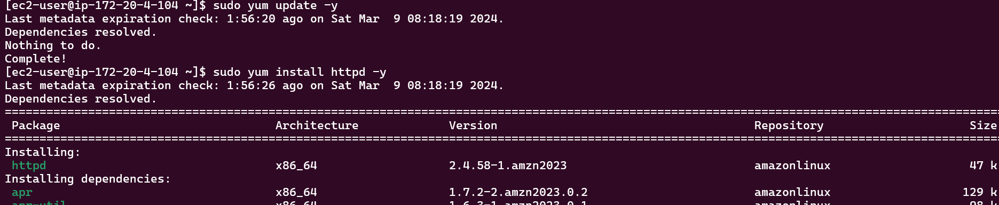 [ec2-user@ip-172-20-4-104 ~]$ sudo yum update -y
Last metadata expiration check: 1:56:20 ago on Sat Mar  9 08:18:19 2024.
Dependencies resolved.
Nothing to do.
Complete!
[ec2-user@ip-172-20-4-104 ~]$ sudo yum install httpd -y
Last metadata expiration check: 1:56:26 ago on Sat Mar  9 08:18:19 2024.
Dependencies resolved.
Package Architecture Version Repository Size
Installing:
httpd x86_64 2.4.58-1.amzn2023 amazonlinux 47 k
Installing dependencies:
apr x86_64 1.7.2-2.amzn2023.0.2 amazonlinux 129 k
apr-util x86_64 1.6.3-1.amzn2023.0.1 amazonlinux 98 k